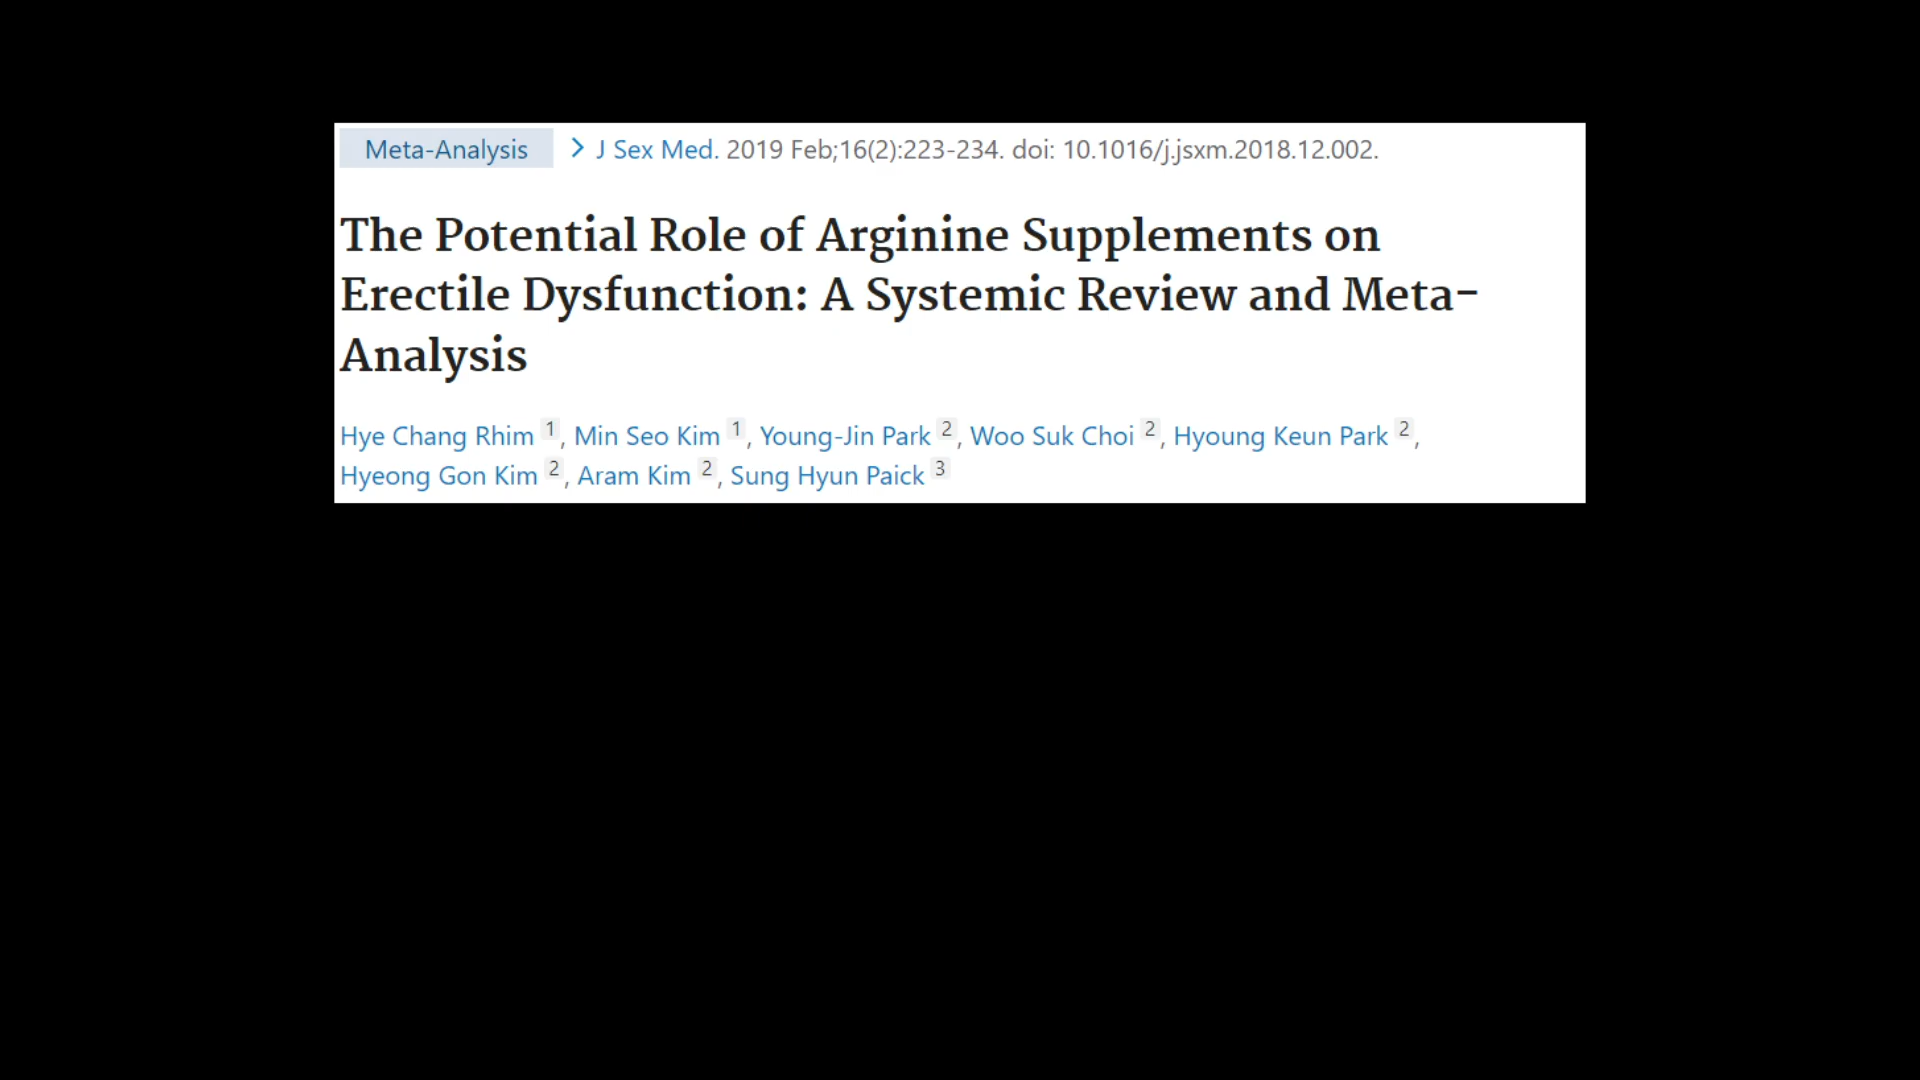 Meta-Analysis > J Sex Med. 2019 Feb;16(2):223-234. doi: 10.1016/j.jsxm.2018.12.002.
The Potential Role of Arginine Supplements on
Erectile Dysfunction: A Systemic Review and Meta-
Analysis
Hye Chang Rhim 1, Min Seo Kim 1, Young-Jin Park 2, Woo Suk Choi 2, Hyoung Keun Park 2,
Hyeong Gon Kim 2, Aram Kim 2, Sung Hyun Paick 3